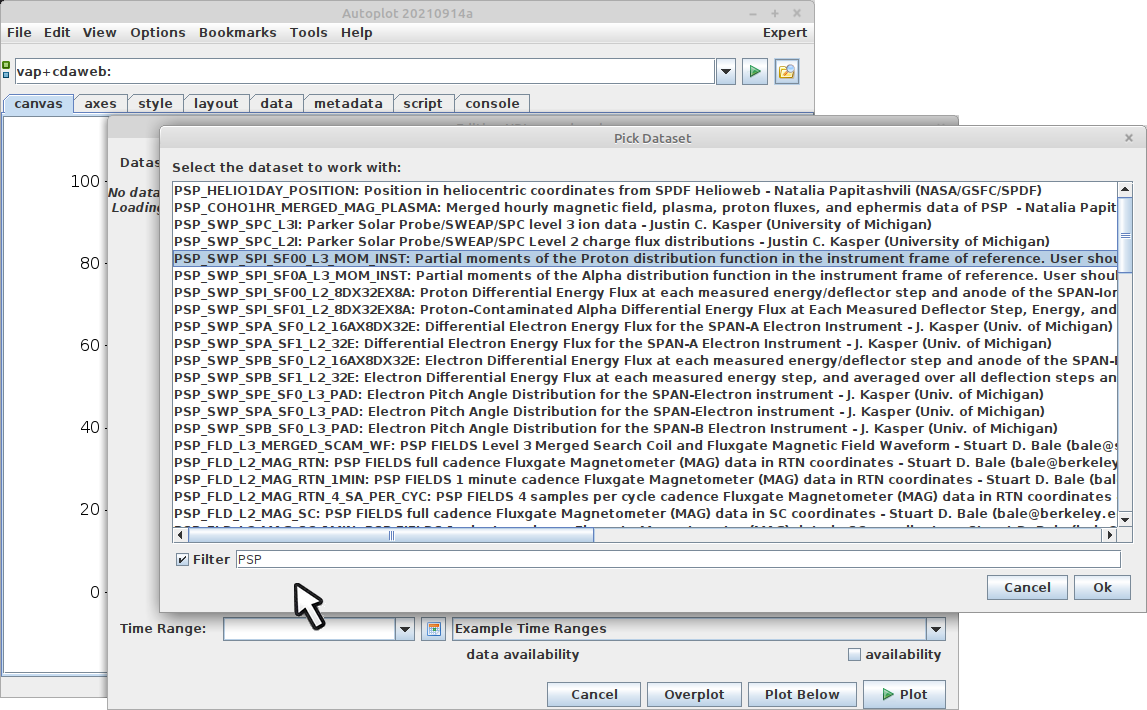 Autoplot 20210914a
File Edit View Options Bookmarks Tools Help Expert
vap+cdaweb:
canvas axes style layout data metadata script console
Pick Dataset
Select the dataset to work with:
PSP_HELIO1DAY_POSITION: Position in heliocentric coordinates from SPDF Helioweb - Natalia Papitashvili (NASA/GSFC/SPDF)
PSP_COHO1HR_MERGED_MAG_PLASMA: Merged hourly magnetic field, plasma, proton fluxes, and ephermis data of PSP - Natalia Papit
PSP_SWP_SPC_L3I: Parker Solar Probe/SWEAP/SPC level 3 ion data - Justin C. Kasper (University of Michigan)
PSP_SWP_SPC_L2I: Parker Solar Probe/SWEAP/SPC Level 2 charge flux distributions - Justin C. Kasper (University of Michigan)
PSP_SWP_SPI_SF00_L3_MOM_INST: Partial moments of the Proton distribution function in the instrument frame of reference. User shou
PSP_SWP_SPI_SF0A_L3_MOM_INST: Partial moments of the Alpha distribution function in the instrument frame of reference. User shoul
PSP_SWP_SPI_SF00_L2_8DX32EX8A: Proton Differential Energy Flux at each measured energy/deflector step and anode of the SPAN-Ion
PSP_SWP_SPI_SF01_L2_8DX32EX8A: Proton-Contaminated Alpha Differential Energy Flux at Each Measured Deflector Step, Energy, and
PSP_SWP_SPA_SF0_L2_16AX8DX32E: Differential Electron Energy Flux for the SPAN-A Electron Instrument - J. Kasper (Univ. of Michigan)
PSP_SWP_SPA_SF1_L2_32E: Differential Electron Energy Flux for the SPAN-A Electron Instrument - J. Kasper (Univ. of Michigan)
PSP_SWP_SPB_SF0_L2_16AX8DX32E: Electron Differential Energy Flux at each measured energy/deflector step and anode of the SPAN-
PSP_SWP_SPB_SF1_L2_32E: Electron Differential Energy Flux at each measured energy step, and averaged over all deflection steps an
PSP_SWP_SPE_SF0_L3_PAD: Electron Pitch Angle Distribution for the SPAN-Electron instrument - J. Kasper (Univ. of Michigan)
PSP_SWP_SPA_SF0_L3_PAD: Electron Pitch Angle Distribution for the SPAN-Electron instrument - J. Kasper (Univ. of Michigan)
PSP_SWP_SPB_SF0_L3_PAD: Electron Pitch Angle Distribution for the SPAN-B Electron Instrument - J. Kasper (Univ. of Michigan)
PSP_FLD_L3_MERGED_SCAM_WF: PSP FIELDS Level 3 Merged Search Coil and Fluxgate Magnetic Field Waveform - Stuart D. Bale (bale@s
PSP_FLD_L2_MAG_RTN: PSP FIELDS full cadence Fluxgate Magnetometer (MAG) data in RTN coordinates - Stuart D. Bale (bale@berkeley
PSP_FLD_L2_MAG_RTN_1MIN: PSP FIELDS 1 minute cadence Fluxgate Magnetometer (MAG) data in RTN coordinates - Stuart D. Bale (bal
PSP_FLD_L2_MAG_RTN_4_SA_PER_CYC: PSP FIELDS 4 samples per cycle cadence Fluxgate Magnetometer (MAG) data in RTN coordinates
PSP_FLD_L2_MAG_SC: PSP FIELDS full cadence Fluxgate Magnetometer (MAG) data in SC coordinates - Stuart D. Bale (bale@berkeley.e
Filter PSP
Cancel Ok
Datas
No data
Loading
100
80
60
40
20
0
Time Range: Example Time Ranges
data availability availability
Cancel Overplot Plot Below Plot